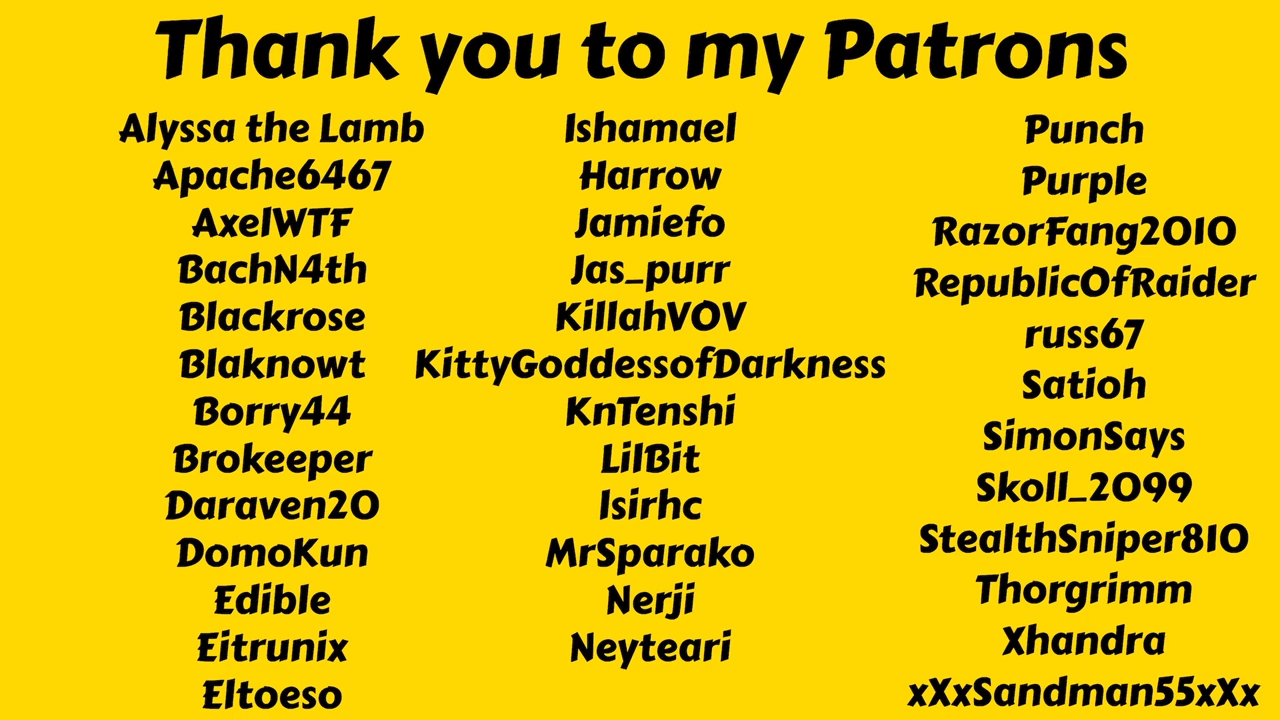 Thank you to my Patrons
Alyssa the Lamb
Apache6467
AxelWTF
BachN4th
Blackrose
Blaknowt
Borry44
Brokeeper
Daraven20
DomoKun
Edible
Eitrunix
Eltoeso
Ishamael
Harrow
Jamiefo
Jas_purr
KillahVOV
KittyGoddessofDarkness
KnTenshi
LilBit
lsirhc
MrSparako
Nerji
Neyteari
Punch
Purple
RazorFang2010
RepublicOfRaider
russ67
Satioh
SimonSays
Skoll_2099
StealthSniper810
Thorgrimm
Xhandra
xXxSandman55xXx